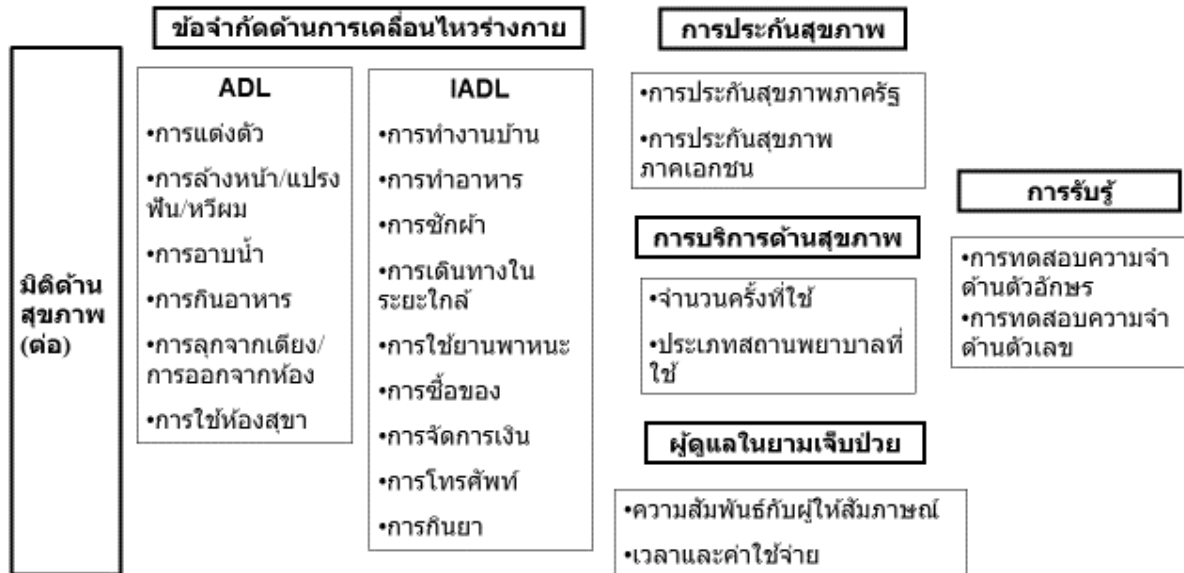 มิติด้าน
สุขภาพ
(ต่อ)
ข้อจำกัดด้านการเคลื่อนไหวร่างกาย
ADL
•การแต่งตัว
•การล้างหน้า/แปรง
ฟัน/หวีผม
•การอาบน้ำ
•การกินอาหาร
•การลุกจากเตียง/
การออกจากห้อง
•การใช้ห้องสุขา
IADL
•การทำงานบ้าน
•การทำอาหาร
•การซักผ้า
•การเดินทางใน
ระยะใกล้
•การใช้ยานพาหนะ
•การซื้อของ
•การจัดการเงิน
•การโทรศัพท์
•การกินยา
การประกันสุขภาพ
•การประกันสุขภาพภาครัฐ
•การประกันสุขภาพ
ภาคเอกชน
การบริการด้านสุขภาพ
•จำนวนครั้งที่ใช้
•ประเภทสถานพยาบาลที่
ใช้
ผู้ดูแลในยามเจ็บป่วย
•ความสัมพันธ์กับผู้ให้สัมภาษณ์
•เวลาและค่าใช้จ่าย
การรับรู้
•การทดสอบความจำ
ด้านตัวอักษร
•การทดสอบความจำ
ด้านตัวเลข